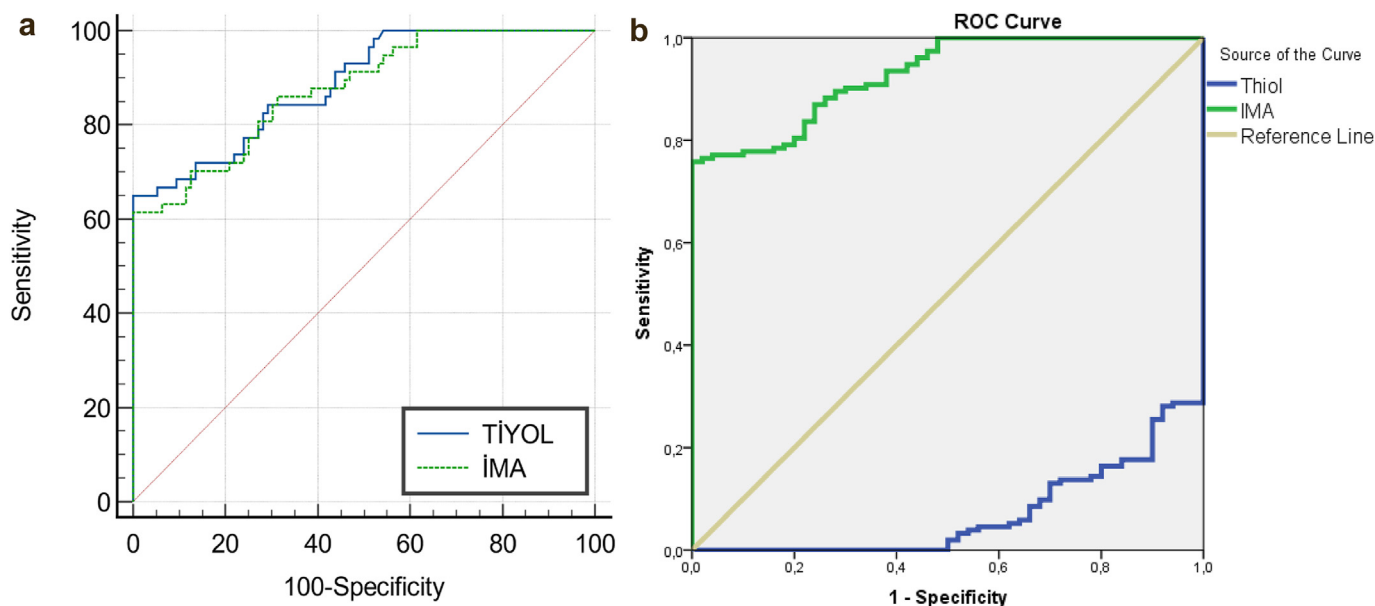 a
100
80
60
40
20
0
Sensitivity
0 20 40 60 80 100
100-Specificity
TİYOL
İMA
b
ROC Curve
1,0
0,8
0,6
0,4
0,2
0,0
Sensitivity
0,0 0,2 0,4 0,6 0,8 1,0
1 - Specificity
Source of the Curve
Thiol
IMA
Reference Line